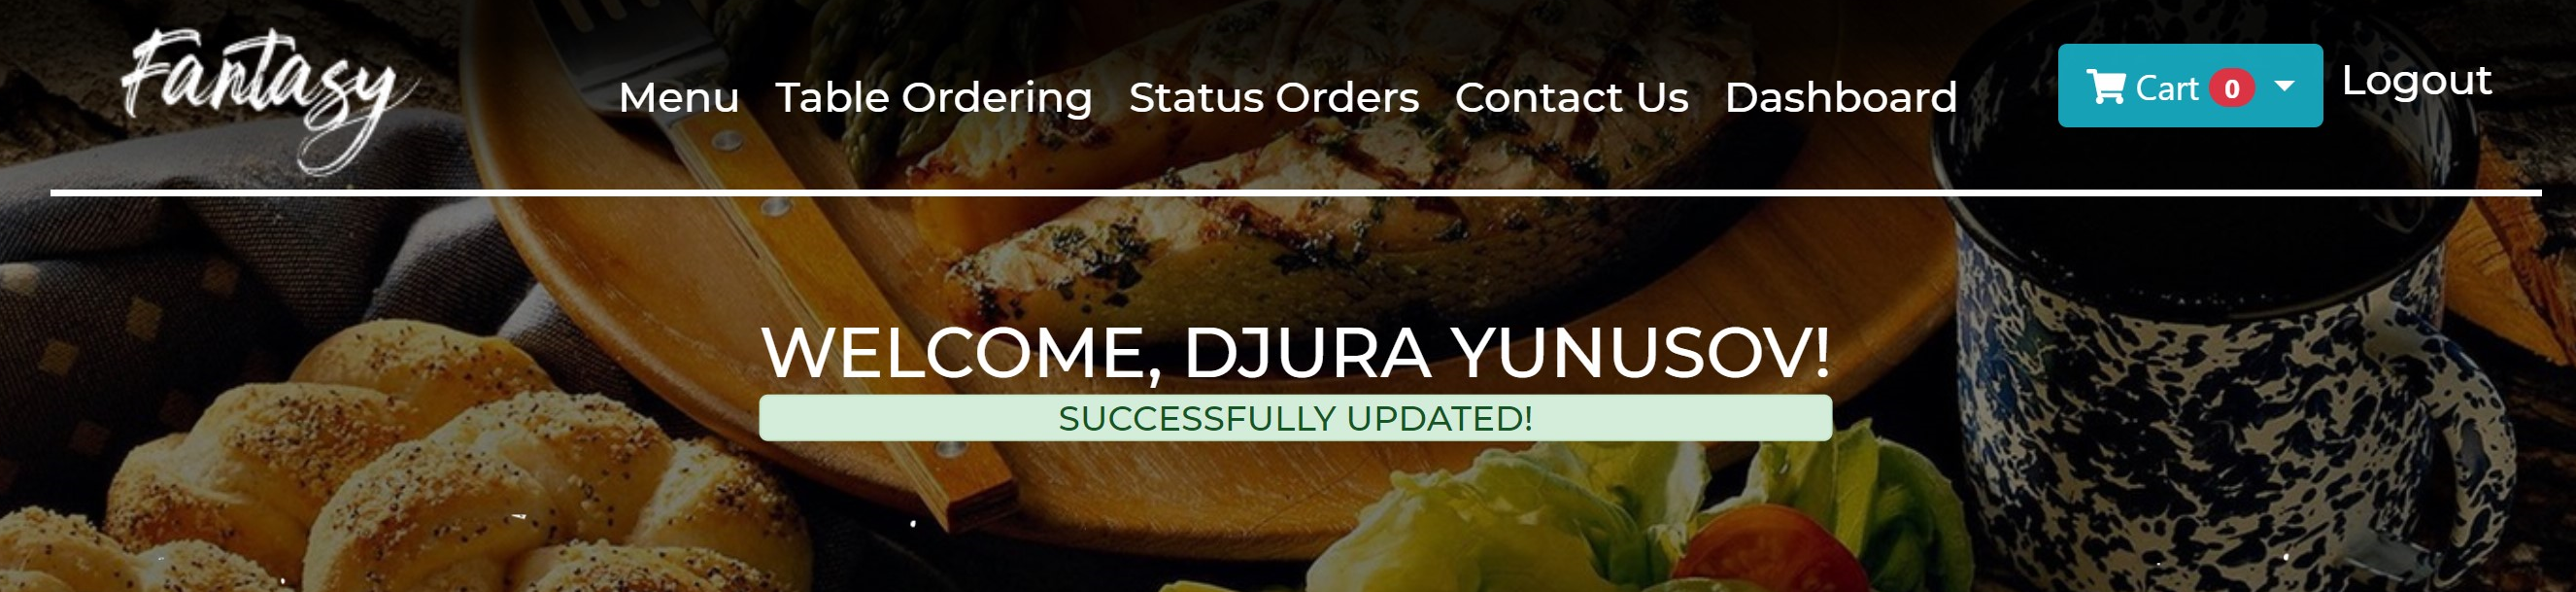 Fantasy
Menu Table Ordering Status Orders Contact Us Dashboard Cart 0 Logout
WELCOME, DJURA YUNUSOV!
SUCCESSFULLY UPDATED!